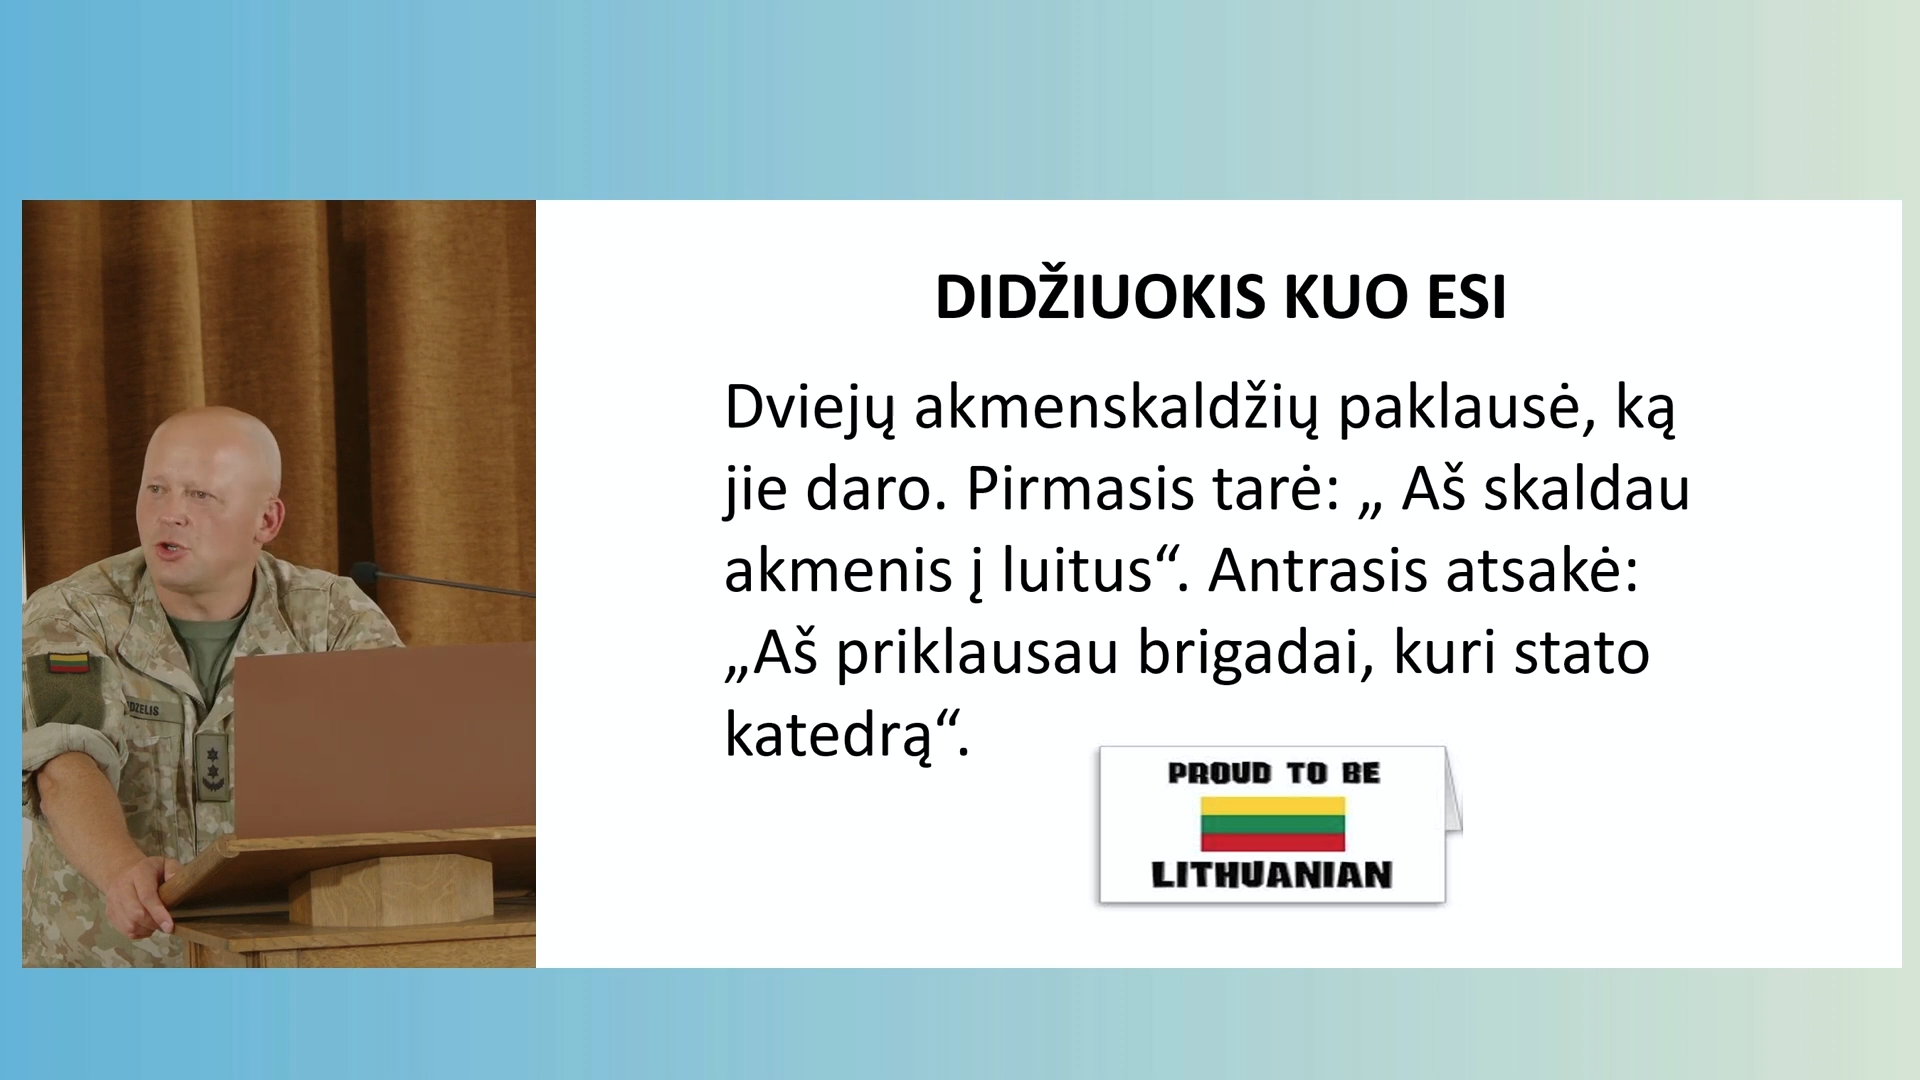 DIDŽIUOKIS KUO ESI
Dviejų akmenskaldžių paklausė, ką
jie daro. Pirmasis tarė: „ Aš skaldau
akmenis į luitus“. Antrasis atsakė:
„Aš priklausau brigadai, kuri stato
katedrą“.
PROUD TO BE
LITHUANIAN
DZELIS